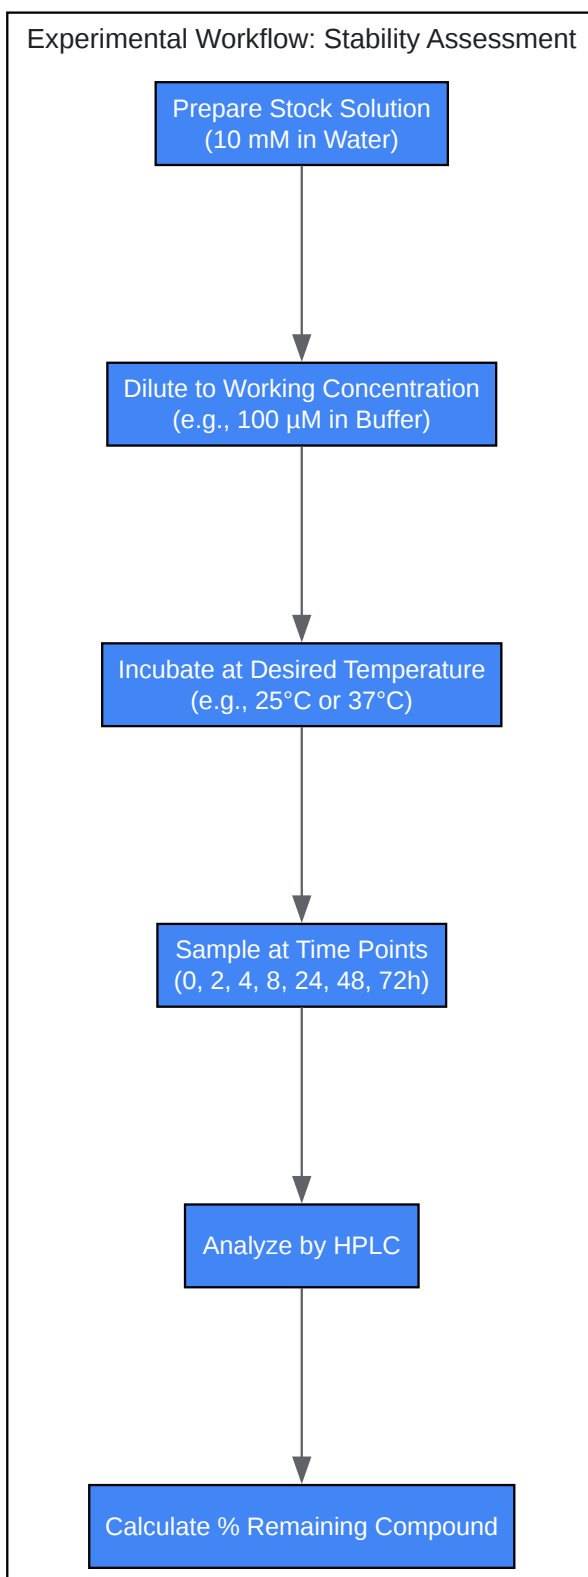 Experimental Workflow: Stability Assessment
Prepare Stock Solution
(10 mM in Water)
Dilute to Working Concentration
(e.g., 100 µM in Buffer)
Incubate at Desired Temperature
(e.g., 25°C or 37°C)
Sample at Time Points
(0, 2, 4, 8, 24, 48, 72h)
Analyze by HPLC
Calculate % Remaining Compound